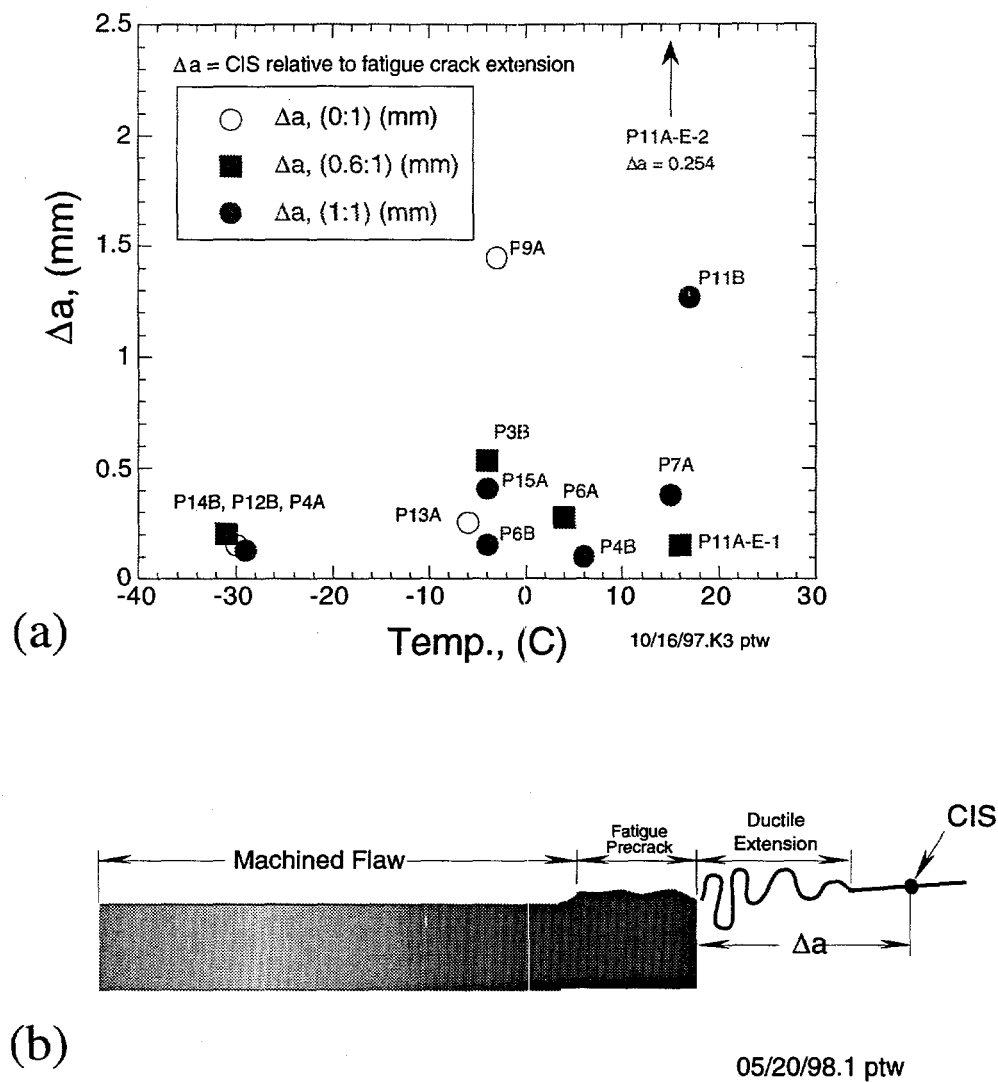 2.5
Δa = CIS relative to fatigue crack extension
Δa, (0:1) (mm)
P11A-E-2
Δa = 0.254
2
Δa, (0.6:1) (mm)
Δa, (1:1) (mm)
Δa, (mm)
1.5
P9A
P11B
1
P3B
P7A
0.5
P15A
P6A
P14B, P12B, P4A
P13A
P6B
P4B
P11A-E-1
0
-40 -30 -20 -10 0 10 20 30
(a)
Temp., (C)
10/16/97.K3 ptw
CIS
Ductile
Extension
Fatigue
Precrack
Machined Flaw
Δa
(b)
05/20/98.1 ptw